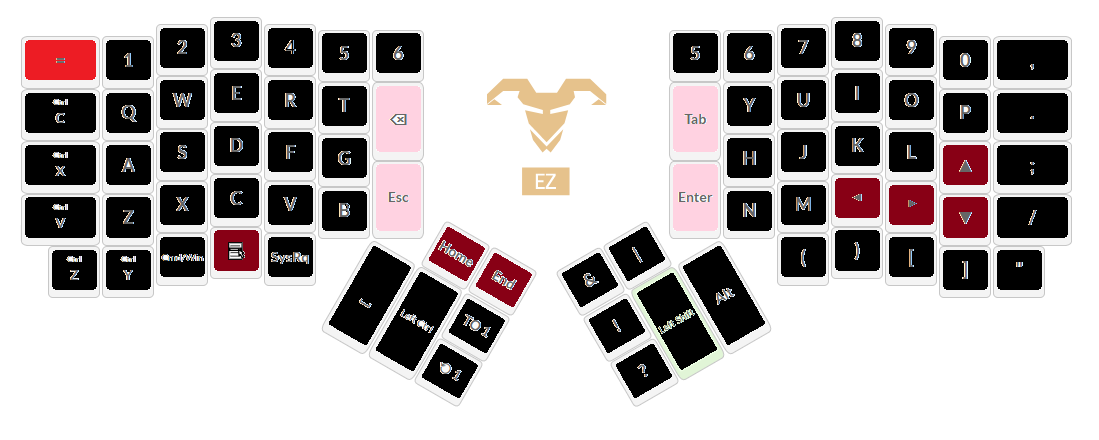 = 1 2 3 4 5 6
Ctrl C Q W E R T ⌫
Ctrl X A S D F G
Ctrl V Z X C V B Esc
Ctrl Z Ctrl Y Cmd/Win SysRq
Home End
␣ Left Ctrl TO 1
1
EZ
5 6 7 8 9 0 ,
Tab Y U I O P .
H J K L ▲ ;
Enter N M ◄ ► ▼ /
( ) [ ] "
& \ Alt
! Left Shift
?